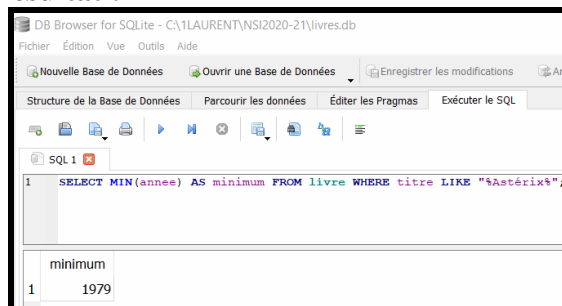 DB Browser for SQLite - C:\1LAURENT\NSI2020-21\livres.db
Fichier Édition Vue Outils Aide
Nouvelle Base de Données Ouvrir une Base de Données Enregistrer les modifications
Structure de la Base de Données Parcourir les données Éditer les Pragmas Exécuter le SQL
SQL 1
1 SELECT MIN(annee) AS minimum FROM livre WHERE titre LIKE "%Astérix%";
minimum
1 1979